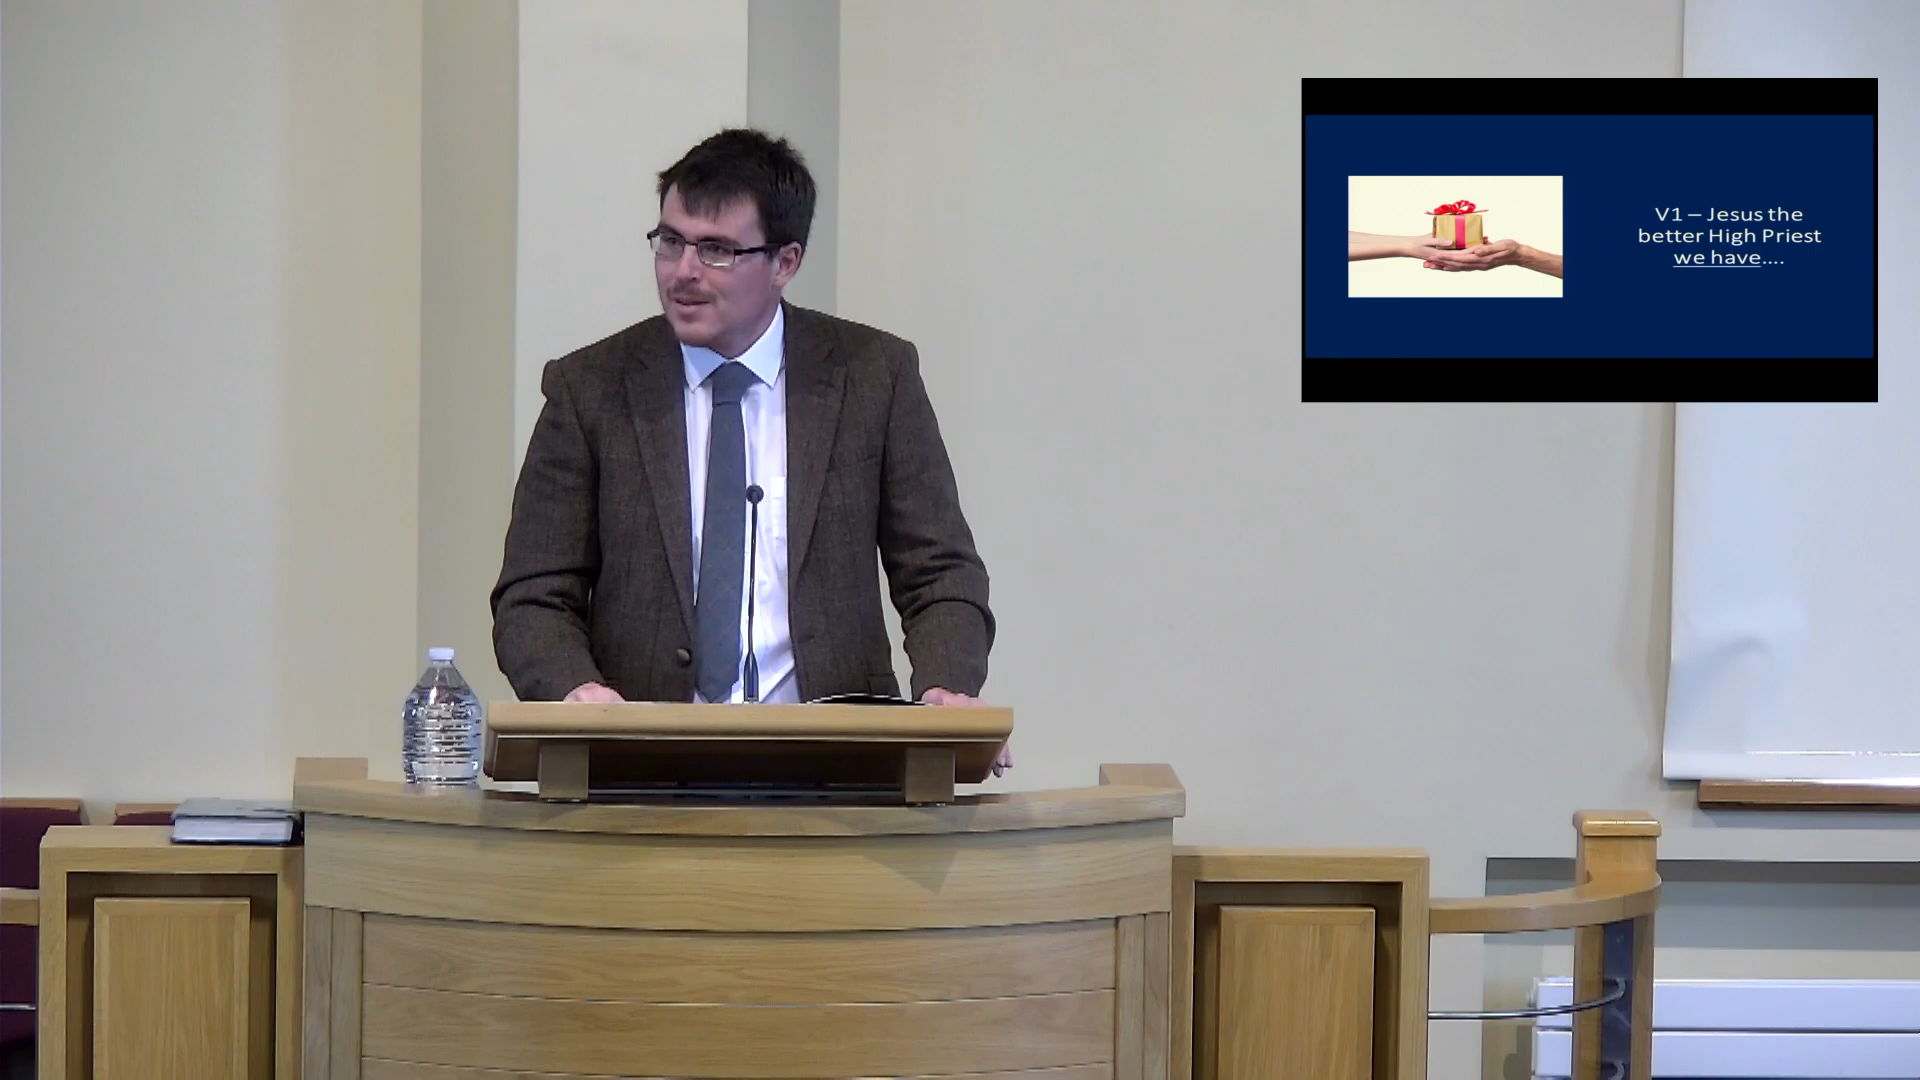 V1 – Jesus the
better High Priest
we have....